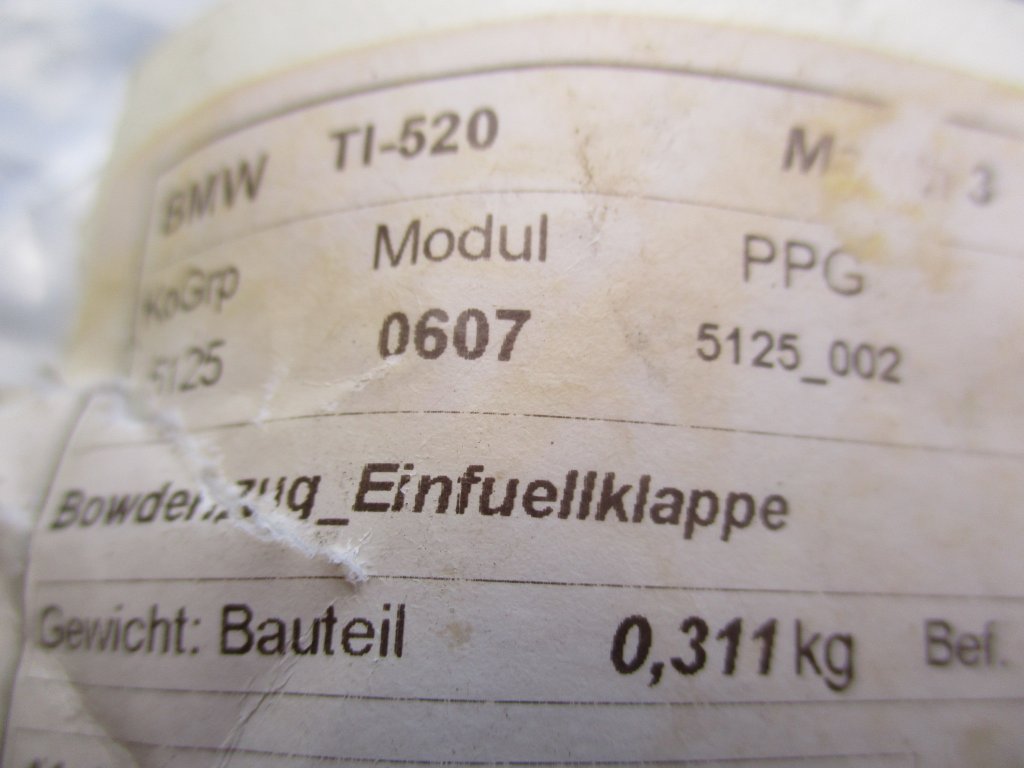 BMW TI-520
KoGrp Modul PPG
5125 0607 5125_002
Bowdenzug_Einfuellklappe
Gewicht: Bauteil 0,311 kg Bef.